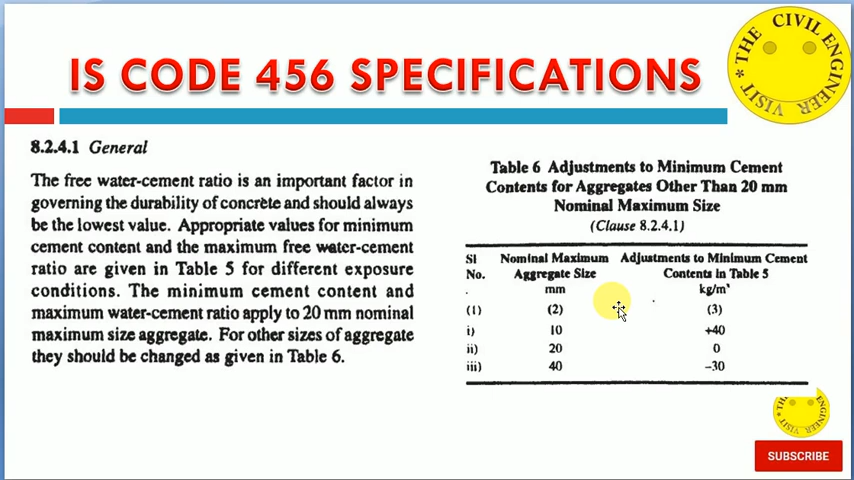 IS CODE 456 SPECIFICATIONS
* THE CIVIL ENGINEER VISIT
8.2.4.1 General
The free water-cement ratio is an important factor in
governing the durability of concrete and should always
be the lowest value. Appropriate values for minimum
cement content and the maximum free water-cement
ratio are given in Table 5 for different exposure
conditions. The minimum cement content and
maximum water-cement ratio apply to 20 mm nominal
maximum size aggregate. For other sizes of aggregate
they should be changed as given in Table 6.
Table 6 Adjustments to Minimum Cement
Contents for Aggregates Other Than 20 mm
Nominal Maximum Size
(Clause 8.2.4.1)
Sl Nominal Maximum Adjustments to Minimum Cement
No. Aggregate Size Contents in Table 5
mm kg/m³
(1) (2) (3)
i) 10 +40
ii) 20 0
iii) 40 –30
SUBSCRIBE